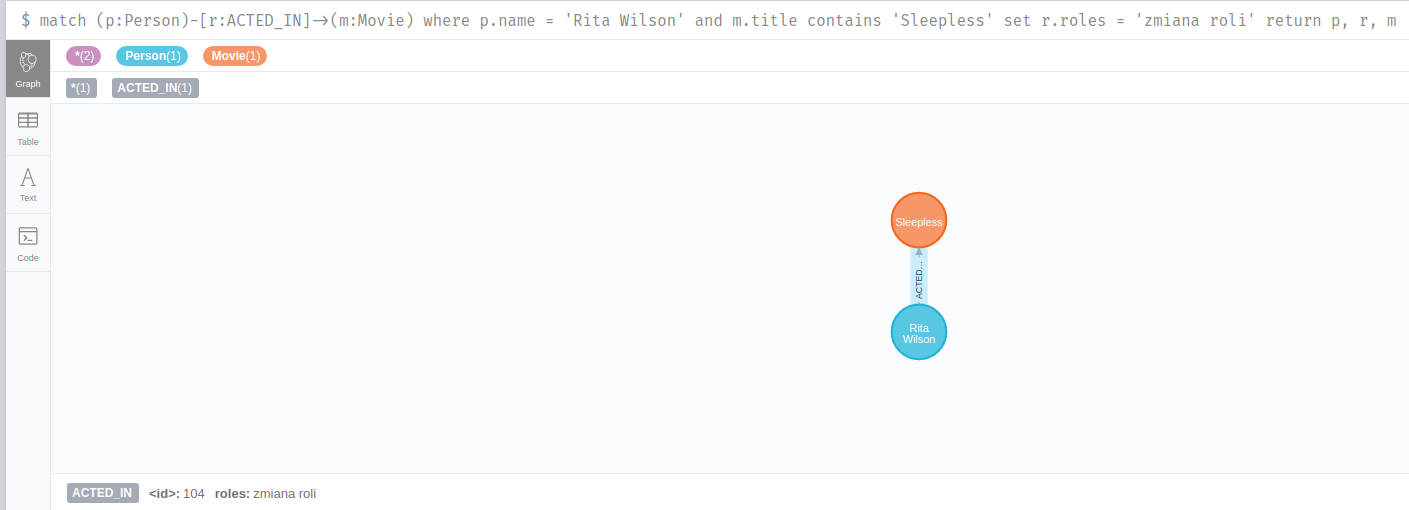 $ match (p:Person)-[r:ACTED_IN]->(m:Movie) where p.name = 'Rita Wilson' and m.title contains 'Sleepless' set r.roles = 'zmiana roli' return p, r, m
*(2) Person(1) Movie(1)
*(1) ACTED_IN(1)
Graph
Table
Text
Code
Sleepless
ACTED...
Rita
Wilson
ACTED_IN <id>: 104 roles: zmiana roli